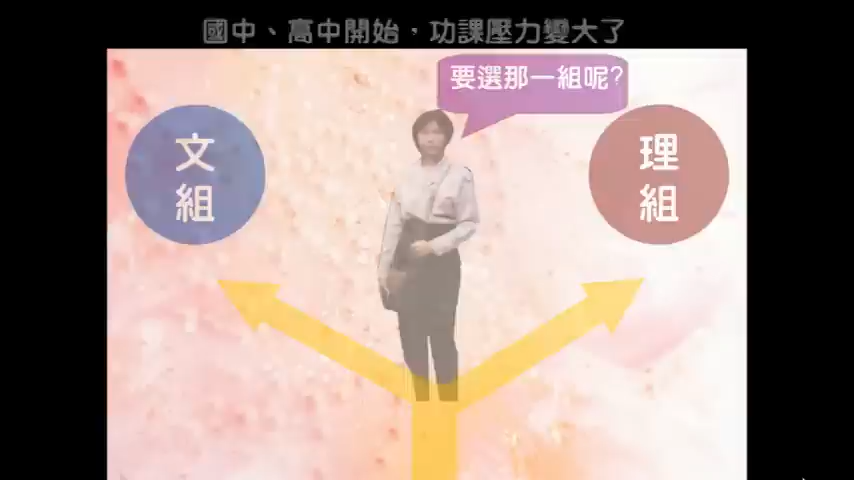 國中、高中開始，功課壓力變大了
要選那一組呢?
文
組
理
組